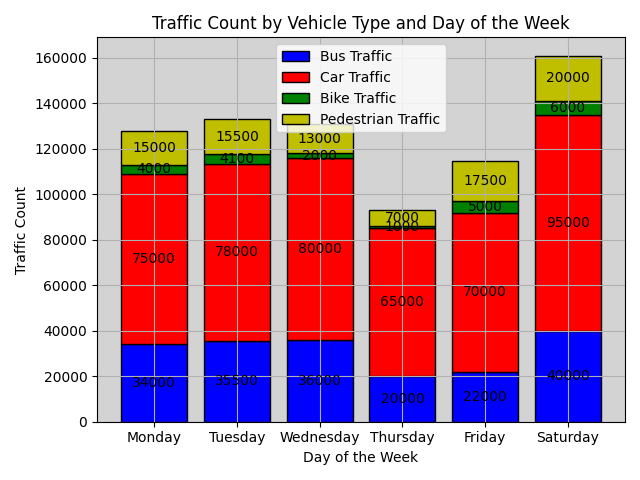 Traffic Count by Vehicle Type and Day of the Week
Bus Traffic
Car Traffic
Bike Traffic
Pedestrian Traffic
Traffic Count
160000
140000
120000
100000
80000
60000
40000
20000
0
15000
4000
75000
34000
15500
4100
78000
35500
13000
2000
80000
36000
7000
1000
65000
20000
17500
5000
70000
22000
20000
6000
95000
40000
Monday
Tuesday
Wednesday
Thursday
Friday
Saturday
Day of the Week